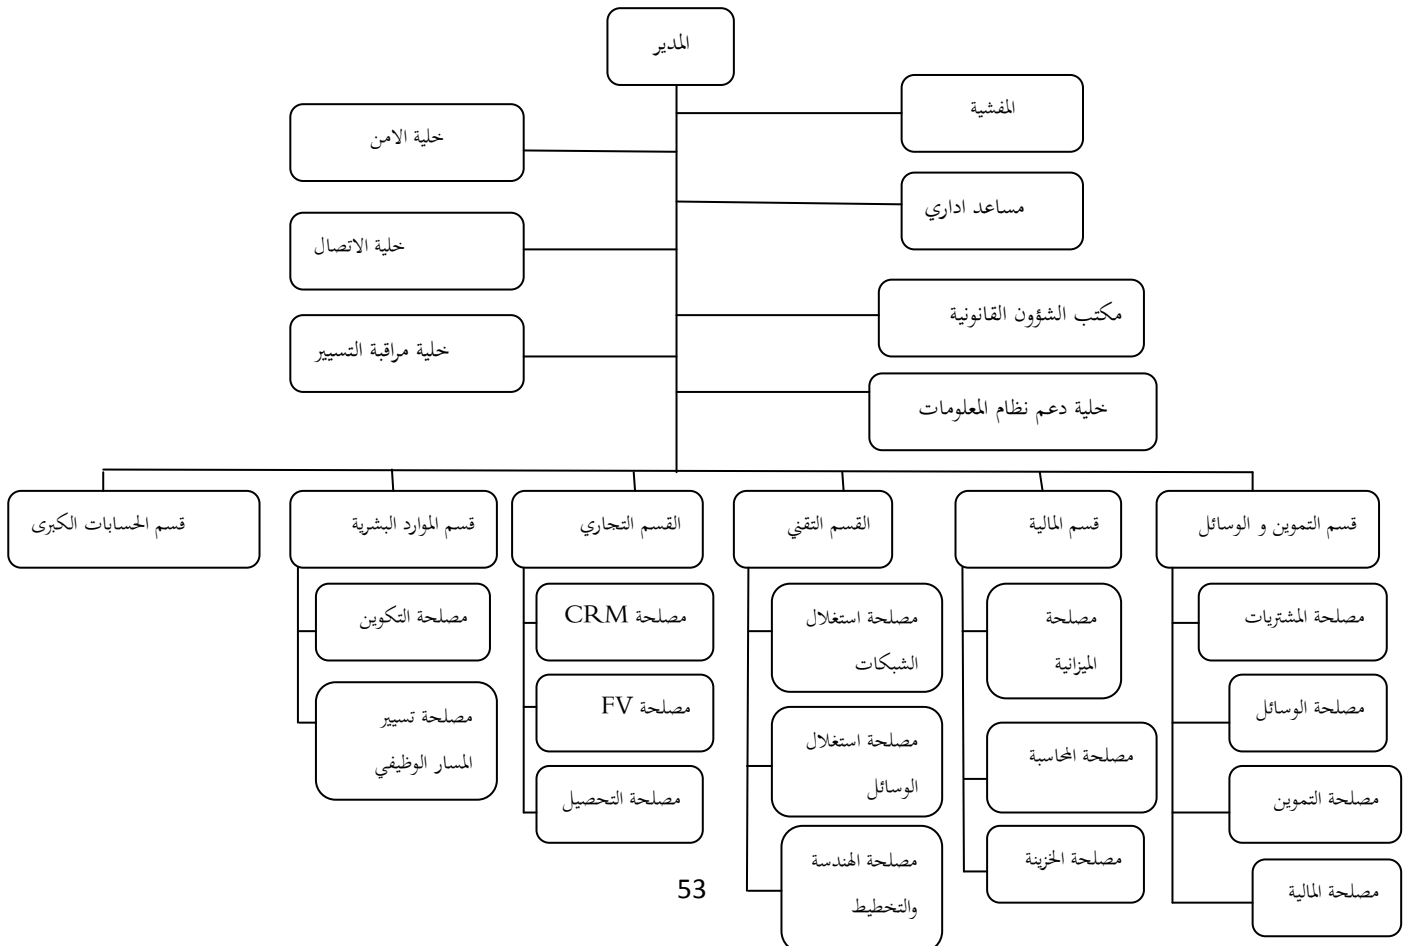 المدير
المفشية
خلية الامن
مساعد اداري
خلية الاتصال
مكتب الشؤون القانونية
خلية مراقبة التسيير
خلية دعم نظام المعلومات
قسم التموين و الوسائل
قسم المالية
القسم التقني
القسم التجاري
قسم الموارد البشرية
قسم الحسابات الكبرى
مصلحة المشتريات
مصلحة الوسائل
مصلحة التموين
مصلحة المالية
مصلحة
الميزانية
مصلحة المحاسبة
مصلحة الخزينة
مصلحة استغلال
الشبكات
مصلحة استغلال
الوسائل
مصلحة الهندسة
والتخطيط
مصلحة CRM
مصلحة FV
مصلحة التحصيل
مصلحة التكوين
مصلحة تسيير
المسار الوظيفي
53